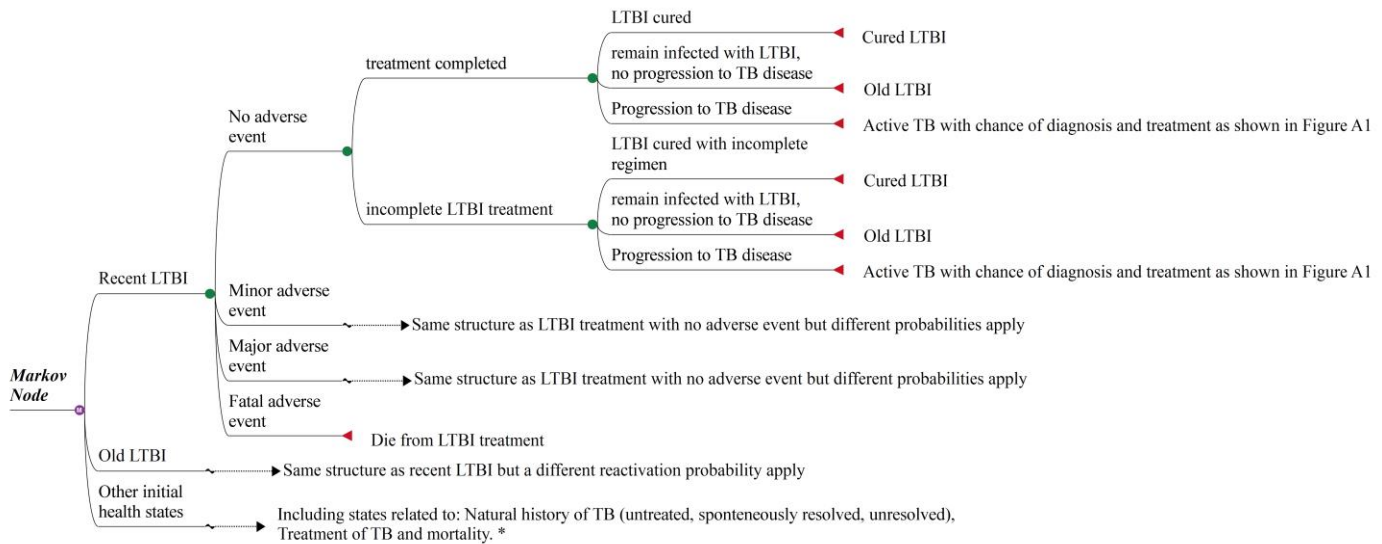 LTBI cured
Cured LTBI
remain infected with LTBI,
no progression to TB disease
Old LTBI
treatment completed
Progression to TB disease
Active TB with chance of diagnosis and treatment as shown in Figure A1
No adverse
event
LTBI cured with incomplete
regimen
Cured LTBI
remain infected with LTBI,
no progression to TB disease
Old LTBI
incomplete LTBI treatment
Progression to TB disease
Active TB with chance of diagnosis and treatment as shown in Figure A1
Recent LTBI
Minor adverse
event
Same structure as LTBI treatment with no adverse event but different probabilities apply
Major adverse
event
Same structure as LTBI treatment with no adverse event but different probabilities apply
Markov
Node
M
Fatal adverse
event
Die from LTBI treatment
Old LTBI
Same structure as recent LTBI but a different reactivation probability apply
Other initial
health states
Including states related to: Natural history of TB (untreated, sponteneously resolved, unresolved),
Treatment of TB and mortality. *